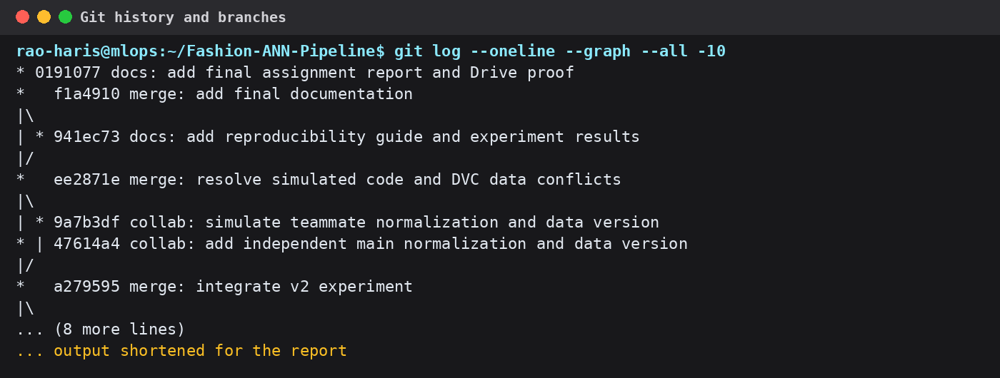 Git history and branches
rao-haris@mlops:~/Fashion-ANN-Pipeline$ git log --oneline --graph --all -10
* 0191077 docs: add final assignment report and Drive proof
*   f1a4910 merge: add final documentation
|\
| * 941ec73 docs: add reproducibility guide and experiment results
|/
*   ee2871e merge: resolve simulated code and DVC data conflicts
|\
| * 9a7b3df collab: simulate teammate normalization and data version
* | 47614a4 collab: add independent main normalization and data version
|/
*   a279595 merge: integrate v2 experiment
|\
... (8 more lines)
... output shortened for the report